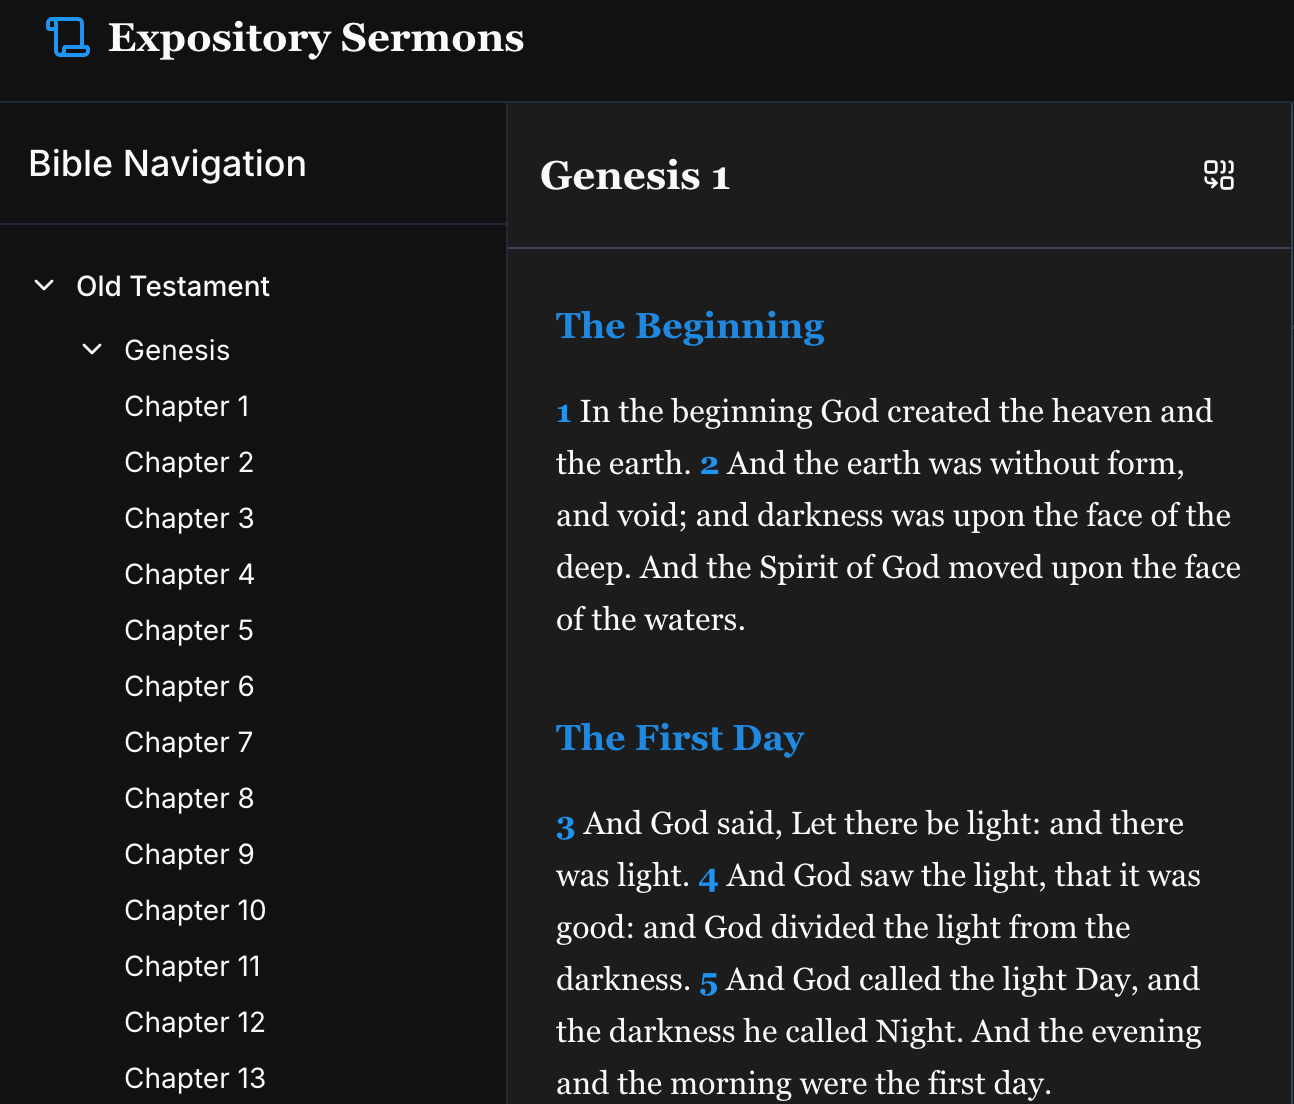 Expository Sermons
Bible Navigation
Old Testament
Genesis
Chapter 1
Chapter 2
Chapter 3
Chapter 4
Chapter 5
Chapter 6
Chapter 7
Chapter 8
Chapter 9
Chapter 10
Chapter 11
Chapter 12
Chapter 13
Genesis 1
The Beginning
1 In the beginning God created the heaven and
the earth. 2 And the earth was without form,
and void; and darkness was upon the face of the
deep. And the Spirit of God moved upon the face
of the waters.
The First Day
3 And God said, Let there be light: and there
was light. 4 And God saw the light, that it was
good: and God divided the light from the
darkness. 5 And God called the light Day, and
the darkness he called Night. And the evening
and the morning were the first day.